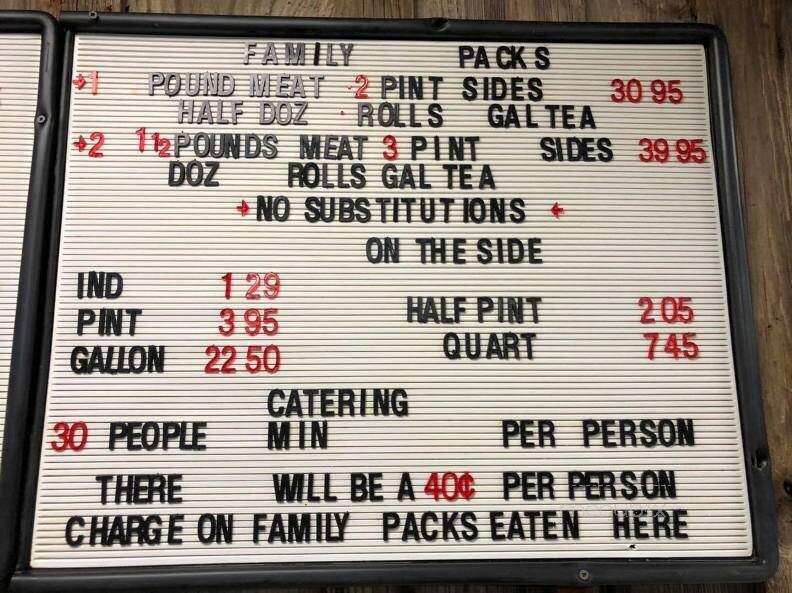 FAMILY PACKS
1 POUND MEAT 2 PINT SIDES 30 95
HALF DOZ ROLLS GAL TEA
2 1 1/2 POUNDS MEAT 3 PINT SIDES 39 95
DOZ ROLLS GAL TEA
NO SUBSTITUTIONS
ON THE SIDE
IND 1 29
HALF PINT 2 05
PINT 3 95
QUART 7 45
GALLON 22 50
CATERING
30 PEOPLE MIN PER PERSON
THERE WILL BE A 40¢ PER PERSON
CHARGE ON FAMILY PACKS EATEN HERE